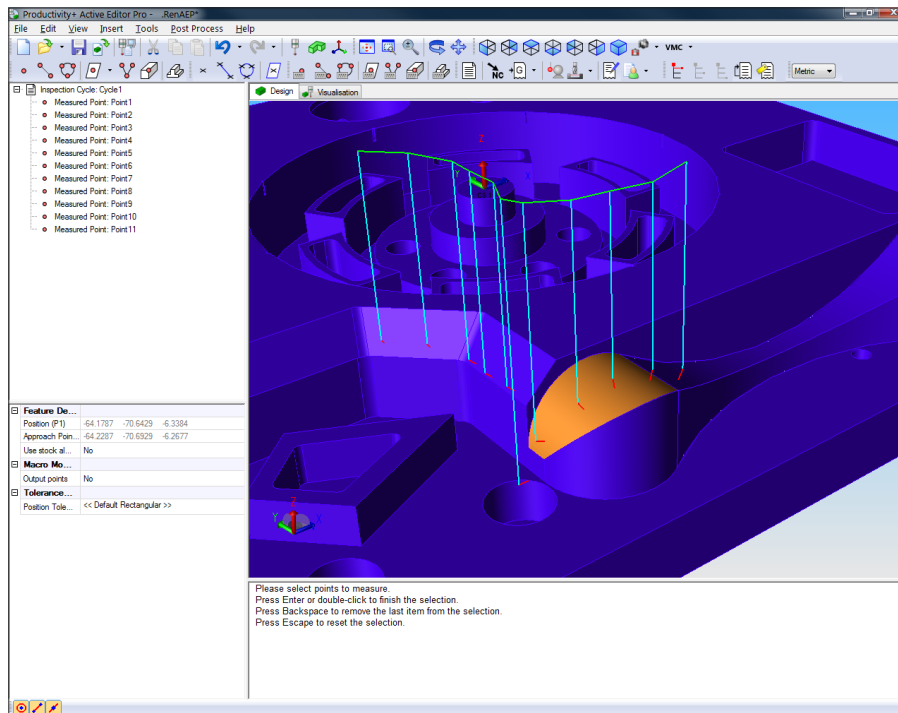 Productivity+ Active Editor Pro - .RenAEP*
File Edit View Insert Tools Post Process Help
VMC
NC G Metric
Inspection Cycle: Cycle1
Measured Point: Point1
Measured Point: Point2
Measured Point: Point3
Measured Point: Point4
Measured Point: Point5
Measured Point: Point6
Measured Point: Point7
Measured Point: Point8
Measured Point: Point9
Measured Point: Point10
Measured Point: Point11
Design Visualisation
Z
Y X
Z
Y X
Feature De...
Position (P1) -64.1787 -70.6429 -6.3384
Approach Poin... -64.2287 -70.6929 -6.2677
Use stock al... No
Macro Mo...
Output points No
Tolerance...
Position Tole... << Default Rectangular >>
Please select points to measure.
Press Enter or double-click to finish the selection.
Press Backspace to remove the last item from the selection.
Press Escape to reset the selection.